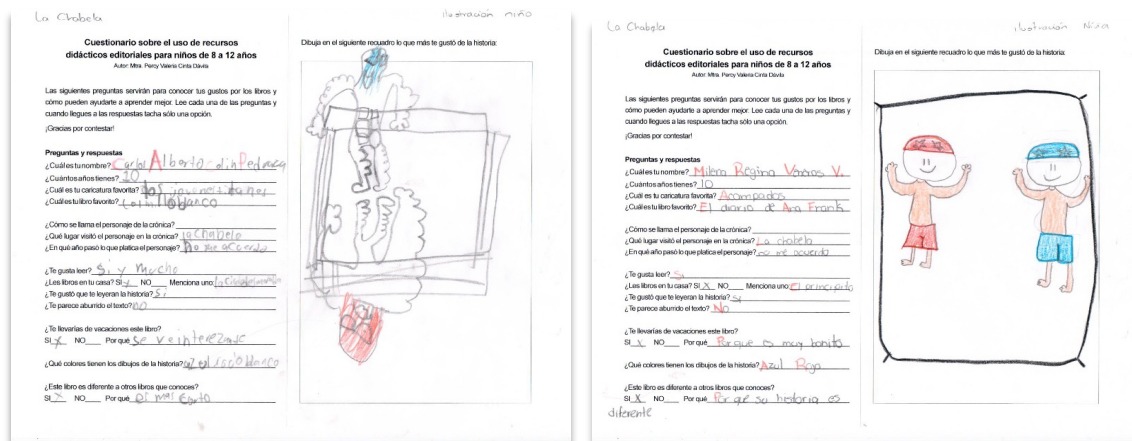 La Chabela
ilustración niño
Cuestionario sobre el uso de recursos
didácticos editoriales para niños de 8 a 12 años
Autor: Mtra. Percy Valeria Cinta Dávila
Las siguientes preguntas servirán para conocer tus gustos por los libros y
cómo pueden ayudarte a aprender mejor. Lee cada una de las preguntas y
cuando llegues a las respuestas tacha sólo una opción.
¡Gracias por contestar!
Preguntas y respuestas
¿Cuál es tu nombre? Carlos Alberto Colin Pedraza
¿Cuántos años tienes? 10
¿Cuál es tu caricatura favorita? los jovenes titanes
¿Cuál es tu libro favorito? colmillo blanco
¿Cómo se llama el personaje de la crónica?
¿Qué lugar visitó el personaje en la crónica? la Chabela
¿En qué año pasó lo que platica el personaje? No me acuerdo
¿Te gusta leer? Si y mucho
¿Lees libros en tu casa? SI x NO Menciona uno:
¿Te gustó que te leyeran la historia? Si
¿Te parece aburrido el texto? no
¿Te llevarías de vacaciones este libro?
SI x NO Por qué se ve interezante
¿Qué colores tienen los dibujos de la historia? blanco
¿Este libro es diferente a otros libros que conoces?
SI x NO Por qué es mas corto
Dibuja en el siguiente recuadro lo que más te gustó de la historia:
La Chabela
ilustración Niña
Cuestionario sobre el uso de recursos
didácticos editoriales para niños de 8 a 12 años
Autor: Mtra. Percy Valeria Cinta Dávila
Las siguientes preguntas servirán para conocer tus gustos por los libros y
cómo pueden ayudarte a aprender mejor. Lee cada una de las preguntas y
cuando llegues a las respuestas tacha sólo una opción.
¡Gracias por contestar!
Preguntas y respuestas
¿Cuál es tu nombre? Milena Regina V.
¿Cuántos años tienes? 10
¿Cuál es tu caricatura favorita? Acampados
¿Cuál es tu libro favorito? El diario de Ana Frank
¿Cómo se llama el personaje de la crónica?
¿Qué lugar visitó el personaje en la crónica? La chabela
¿En qué año pasó lo que platica el personaje? no me acuerdo
¿Te gusta leer? Si
¿Lees libros en tu casa? SI X NO Menciona uno: El principito
¿Te gustó que te leyeran la historia? Si
¿Te parece aburrido el texto? No
¿Te llevarías de vacaciones este libro?
SI X NO Por qué Porque es muy bonito
¿Qué colores tienen los dibujos de la historia? Azul Rojo
¿Este libro es diferente a otros libros que conoces?
SI X NO Por qué Por qué su historia es
diferente
Dibuja en el siguiente recuadro lo que más te gustó de la historia: